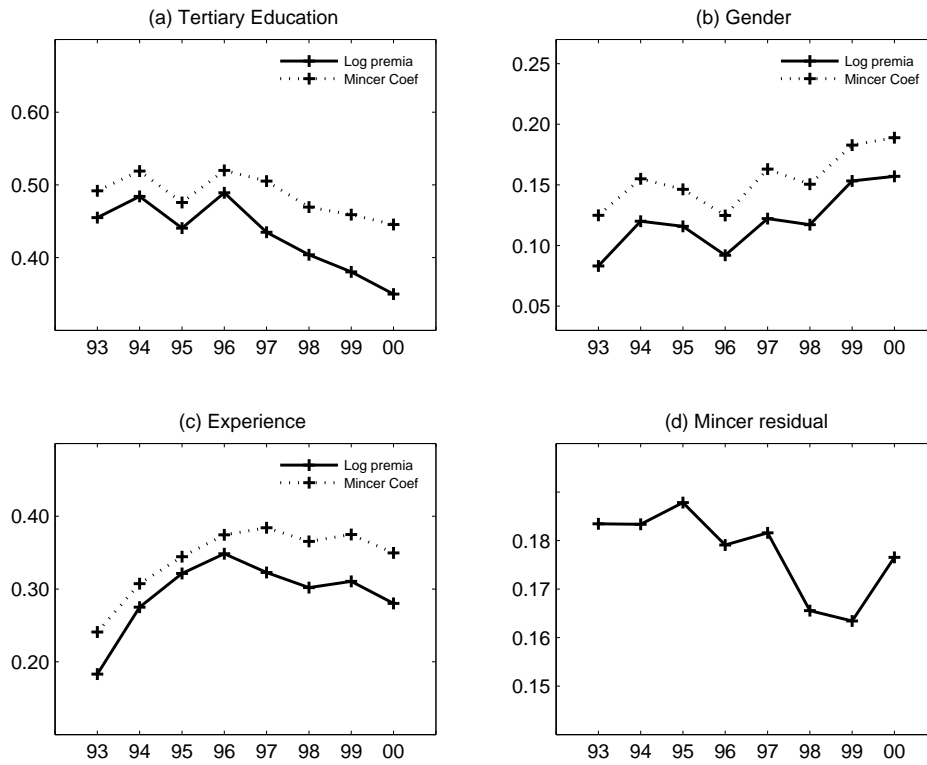 (a) Tertiary Education
Log premia
Mincer Coef
0.60
0.50
0.40
93 94 95 96 97 98 99 00
(b) Gender
Log premia
Mincer Coef
0.25
0.20
0.15
0.10
0.05
93 94 95 96 97 98 99 00
(c) Experience
Log premia
Mincer Coef
0.40
0.30
0.20
93 94 95 96 97 98 99 00
(d) Mincer residual
0.18
0.17
0.16
0.15
93 94 95 96 97 98 99 00